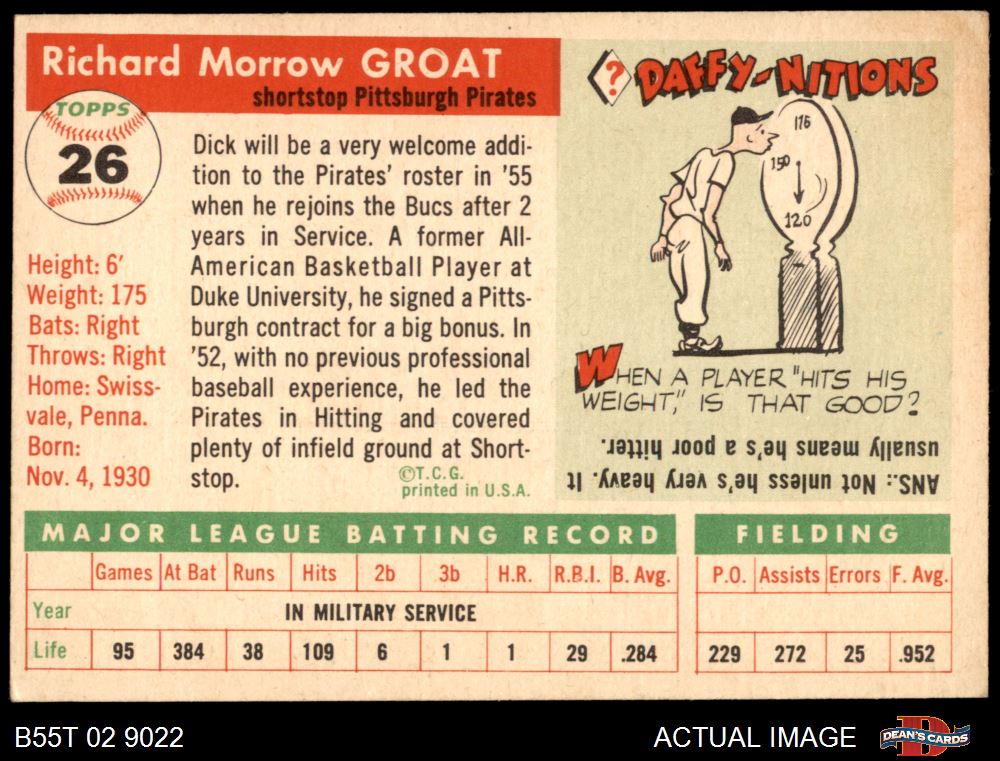 Richard Morrow GROAT
shortstop Pittsburgh Pirates
TOPPS
26
Height: 6'
Weight: 175
Bats: Right
Throws: Right
Home: Swiss-
vale, Penna.
Born:
Nov. 4, 1930
Dick will be a very welcome addi-
tion to the Pirates' roster in '55
when he rejoins the Bucs after 2
years in Service. A former All-
American Basketball Player at
Duke University, he signed a Pitts-
burgh contract for a big bonus. In
'52, with no previous professional
baseball experience, he led the
Pirates in Hitting and covered
plenty of infield ground at Short-
stop.
©T.C.G.
printed in U.S.A.
? DAFFY-NITIONS
176
150
120
WHEN A PLAYER "HITS HIS
WEIGHT," IS THAT GOOD?
ANS.: Not unless he's very heavy. It
usually means he's a poor hitter.
MAJOR LEAGUE BATTING RECORD
Games At Bat Runs Hits 2b 3b H.R. R.B.I. B. Avg.
Year IN MILITARY SERVICE
Life 95 384 38 109 6 1 1 29 .284
FIELDING
P.O. Assists Errors F. Avg.
229 272 25 .952
B55T 02 9022
ACTUAL IMAGE
D
DEAN'S CARDS